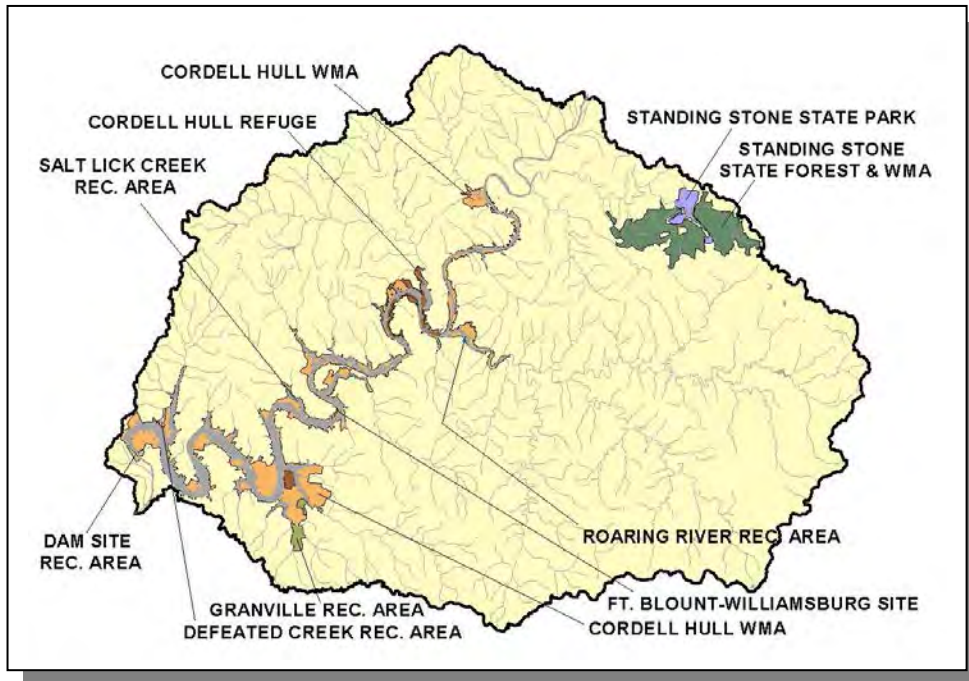 CORDELL HULL WMA
CORDELL HULL REFUGE
SALT LICK CREEK
REC. AREA
STANDING STONE STATE PARK
STANDING STONE
STATE FOREST & WMA
DAM SITE
REC. AREA
ROARING RIVER REC. AREA
GRANVILLE REC. AREA
DEFEATED CREEK REC. AREA
FT. BLOUNT-WILLIAMSBURG SITE
CORDELL HULL WMA